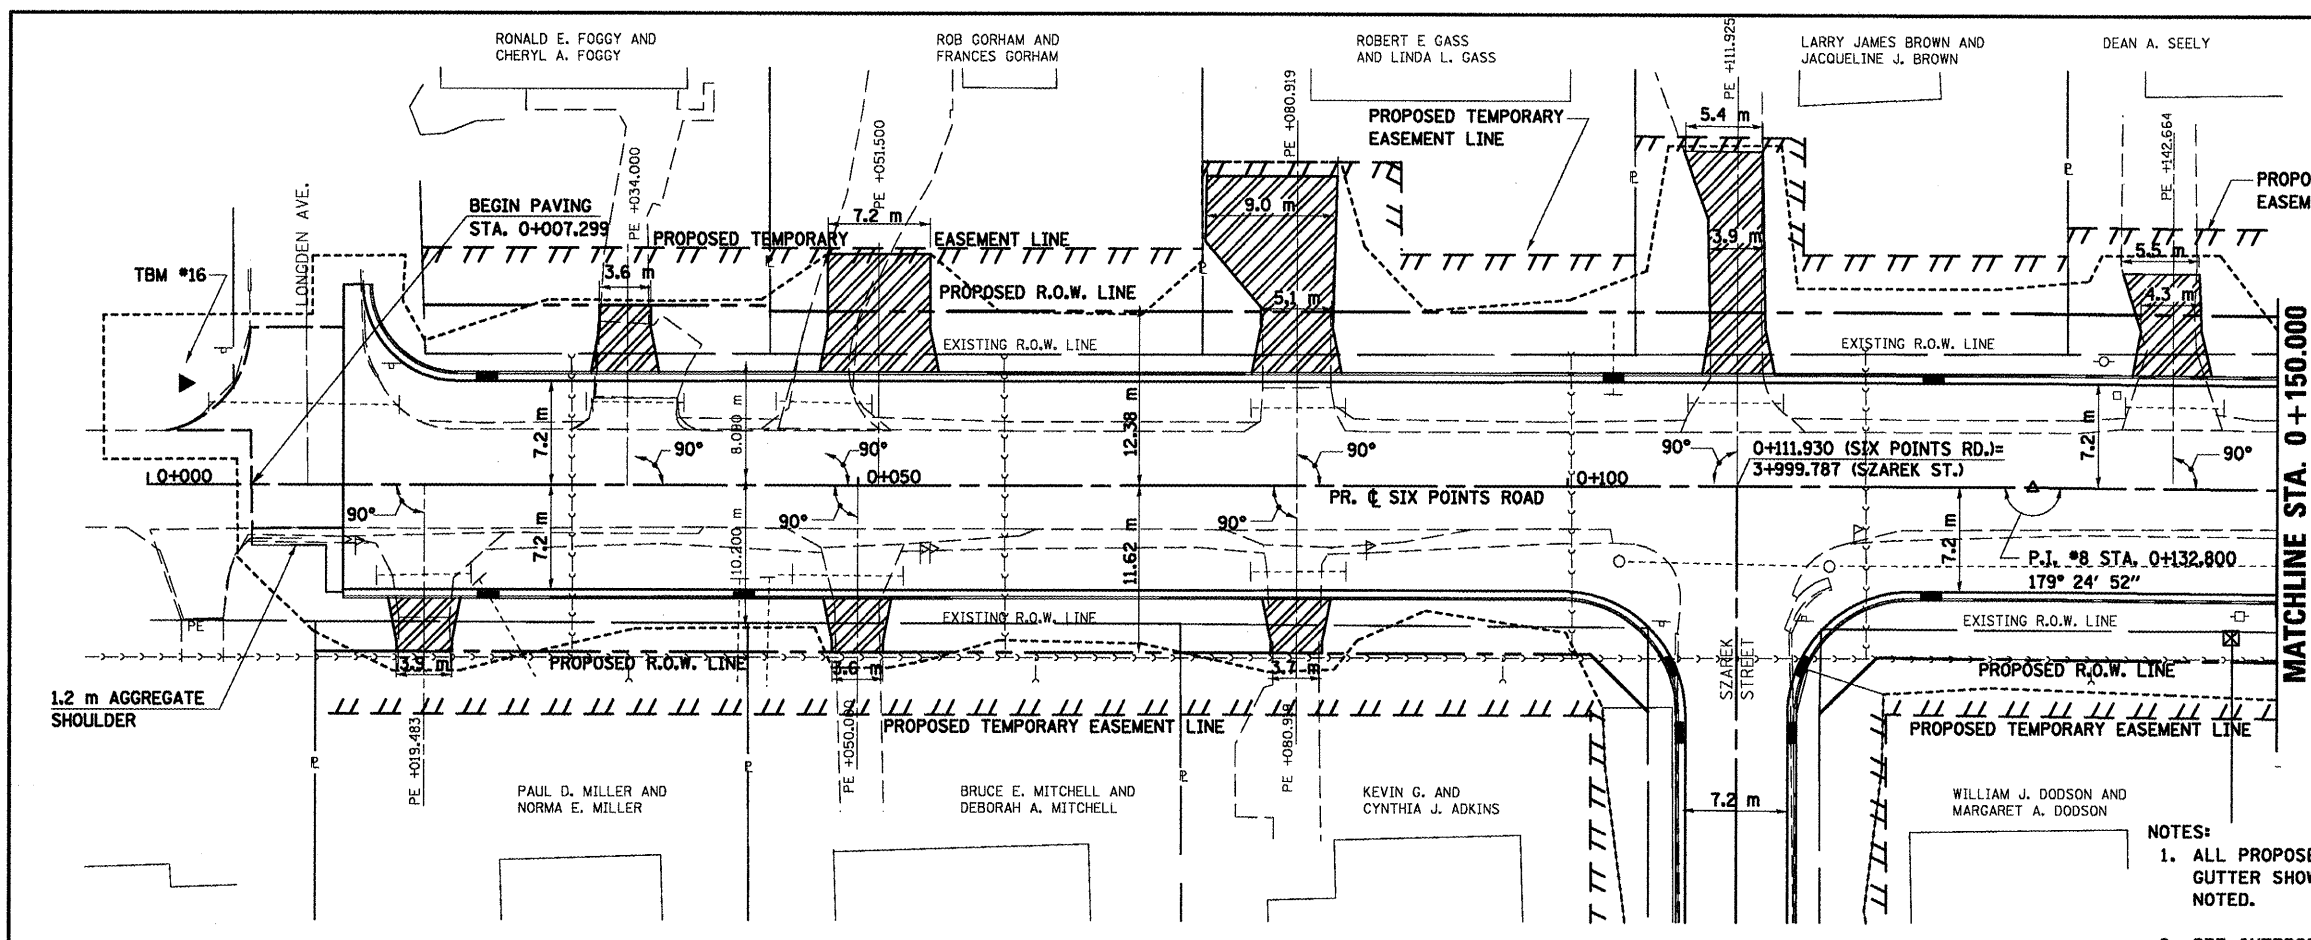 RONALD E. FOGGY AND
CHERYL A. FOGGY
ROB GORHAM AND
FRANCES GORHAM
ROBERT E GASS
AND LINDA L. GASS
LARRY JAMES BROWN AND
JACQUELINE J. BROWN
DEAN A. SEELY
PE +034.000
PE +051.500
PE +080.919
PE +111.925
PE +142.664
PROPOSED TEMPORARY
EASEMENT LINE
5.4 m
LONGDEN AVE.
BEGIN PAVING
STA. 0+007.299
TBM #16
7.2 m
9.0 m
3.9 m
5.5 m
4.3 m
PROPO
EASEM
PROPOSED TEMPORARY EASEMENT LINE
3.6 m
PROPOSED R.O.W. LINE
5.1 m
EXISTING R.O.W. LINE
EXISTING R.O.W. LINE
7.2 m
8.090 m
12.38 m
7.2 m
90°
90°
90°
90°
90°
0+000
0+050
0+100
0+111.930 (SIX POINTS RD.)=
3+999.787 (SZAREK ST.)
PR. ℄ SIX POINTS ROAD
90°
90°
90°
7.2 m
10.200 m
11.62 m
7.2 m
P.I. #8 STA. 0+132.800
179° 24' 52"
MATCHLINE STA. 0+150.000
EXISTING R.O.W. LINE
EXISTING R.O.W. LINE
PE
1.2 m AGGREGATE
SHOULDER
3.9 m
PROPOSED R.O.W. LINE
3.6 m
3.7 m
SZAREK
STREET
PROPOSED R.O.W. LINE
PROPOSED TEMPORARY EASEMENT LINE
PROPOSED TEMPORARY EASEMENT LINE
PE +019.483
PE +050.000
PE +080.919
PAUL D. MILLER AND
NORMA E. MILLER
BRUCE E. MITCHELL AND
DEBORAH A. MITCHELL
KEVIN G. AND
CYNTHIA J. ADKINS
7.2 m
WILLIAM J. DODSON AND
MARGARET A. DODSON
NOTES:
1. ALL PROPOSE
GUTTER SHOW
NOTED.